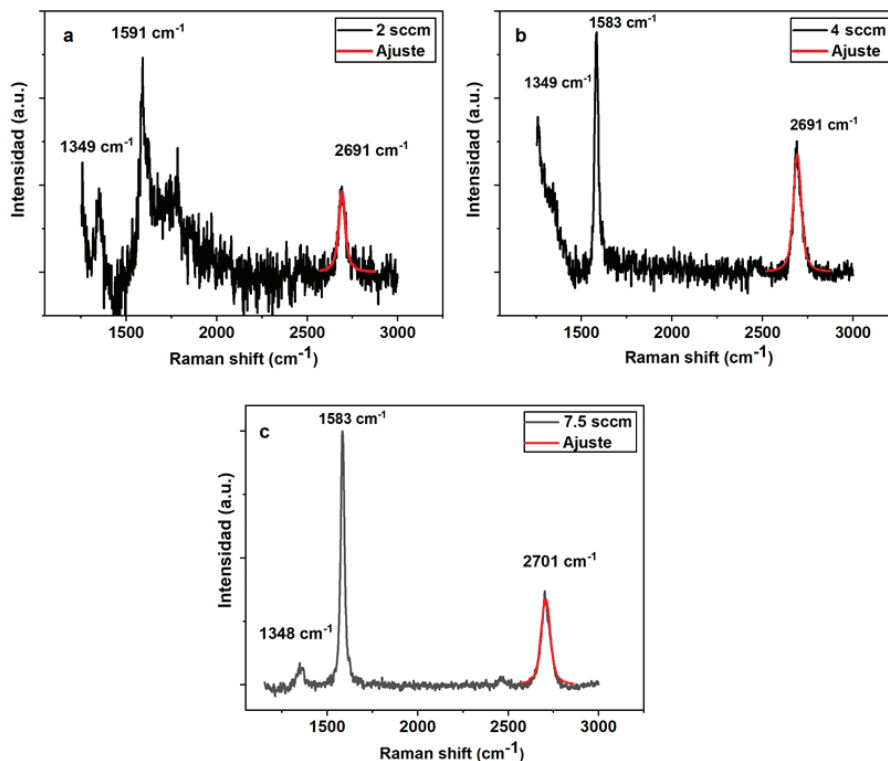 a
1591 cm-1
2 sccm
Ajuste
1349 cm-1
2691 cm-1
Intensidad (a.u.)
1500 2000 2500 3000
Raman shift (cm-1)
b
1583 cm-1
4 sccm
Ajuste
1349 cm-1
2691 cm-1
Intensidad (a.u.)
1500 2000 2500 3000
Raman shift (cm-1)
c
1583 cm-1
7.5 sccm
Ajuste
2701 cm-1
1348 cm-1
Intensidad (a.u.)
1500 2000 2500 3000
Raman shift (cm-1)